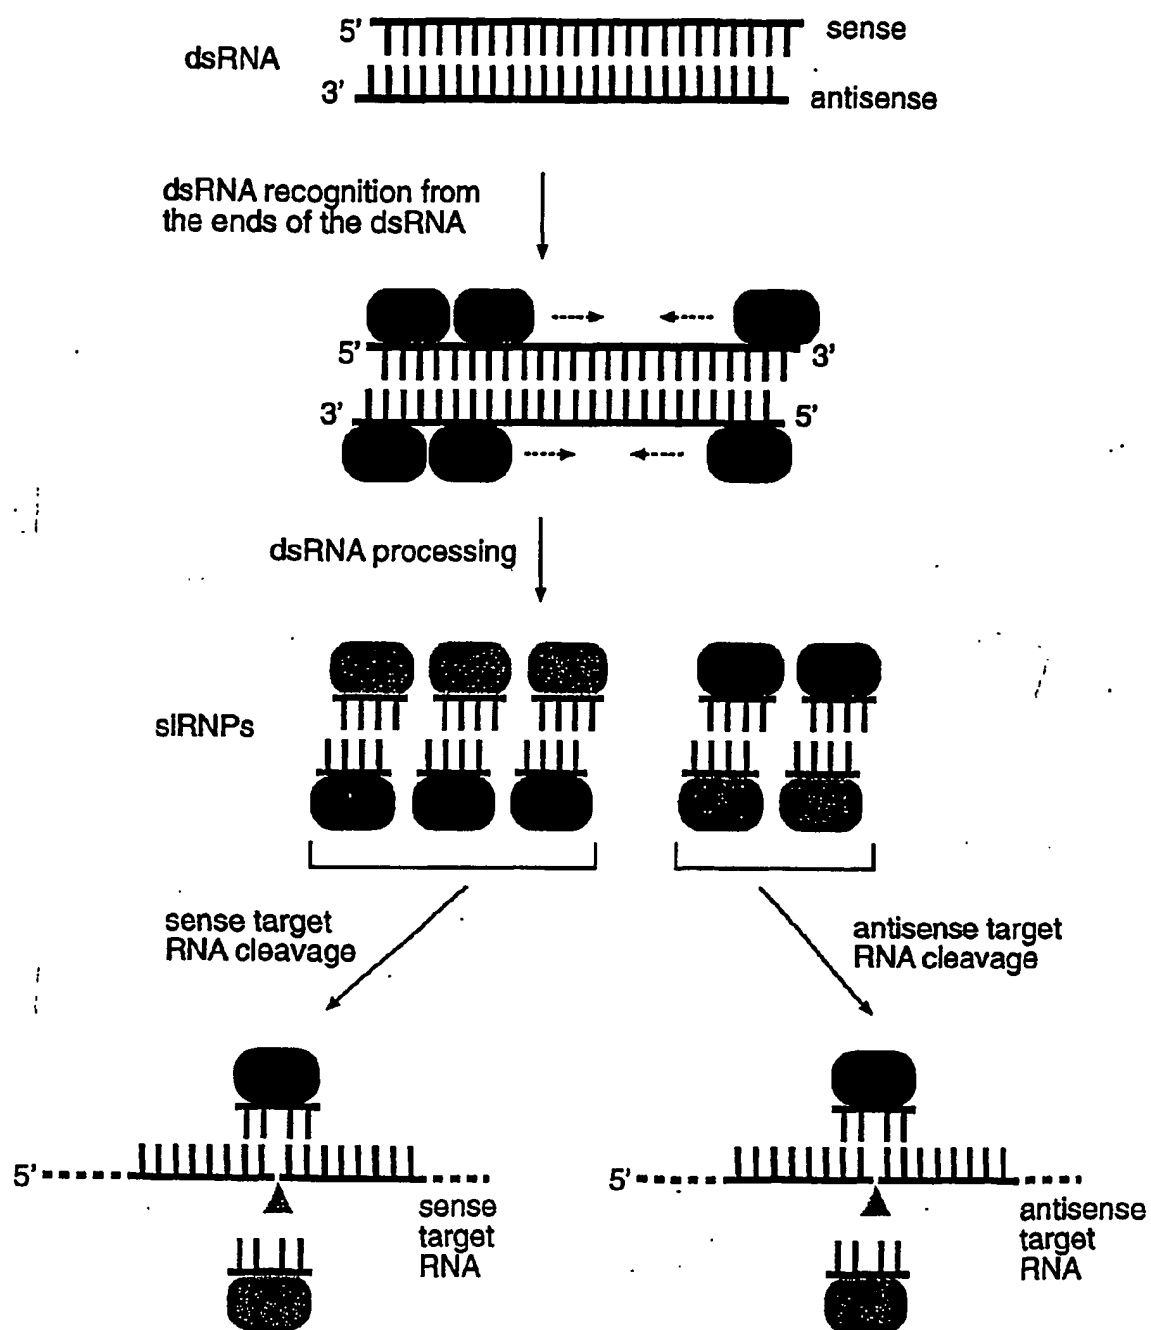 5' sense
dsRNA
3' antisense
dsRNA recognition from
the ends of the dsRNA
5' 3'
3' 5'
dsRNA processing
siRNPs
sense target
RNA cleavage
antisense target
RNA cleavage
5'
sense
target
RNA
5'
antisense
target
RNA